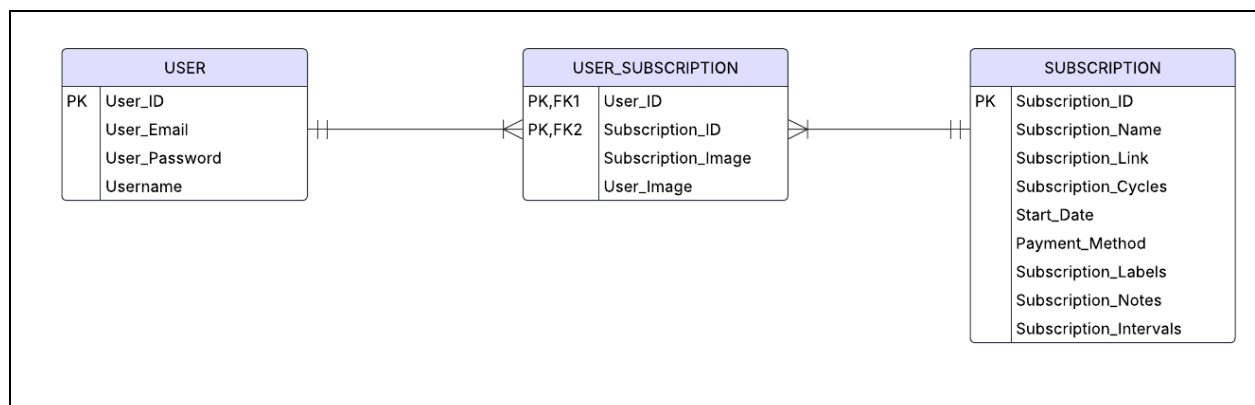 USER
PK User_ID
User_Email
User_Password
Username
USER_SUBSCRIPTION
PK,FK1 User_ID
PK,FK2 Subscription_ID
Subscription_Image
User_Image
SUBSCRIPTION
PK Subscription_ID
Subscription_Name
Subscription_Link
Subscription_Cycles
Start_Date
Payment_Method
Subscription_Labels
Subscription_Notes
Subscription_Intervals